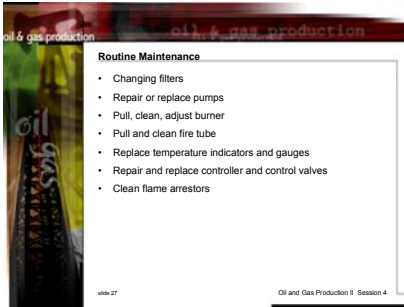 oil & gas production
oil & gas production
oil
gas
Routine Maintenance
• Changing filters
• Repair or replace pumps
• Pull, clean, adjust burner
• Pull and clean fire tube
• Replace temperature indicators and gauges
• Repair and replace controller and control valves
• Clean flame arrestors
slide 27
Oil and Gas Production II Session 4